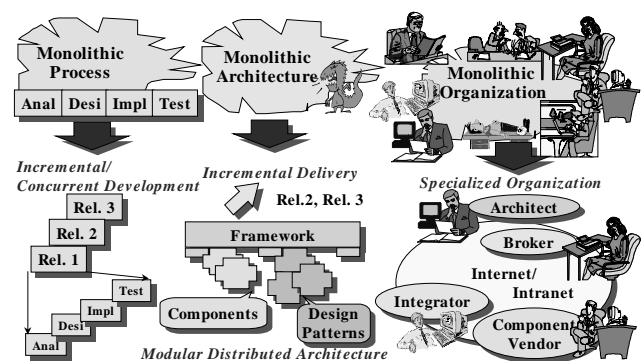 Monolithic
Process
Anal Desi Impl Test
Monolithic
Architecture
Monolithic
Organization
Incremental/
Concurrent Development
Rel. 3
Rel. 2
Rel. 1
Test
Impl
Desi
Anal
Incremental Delivery
Rel.2, Rel. 3
Framework
Components
Design
Patterns
Modular Distributed Architecture
Specialized Organization
Architect
Broker
Internet/
Intranet
Integrator
Component
Vendor